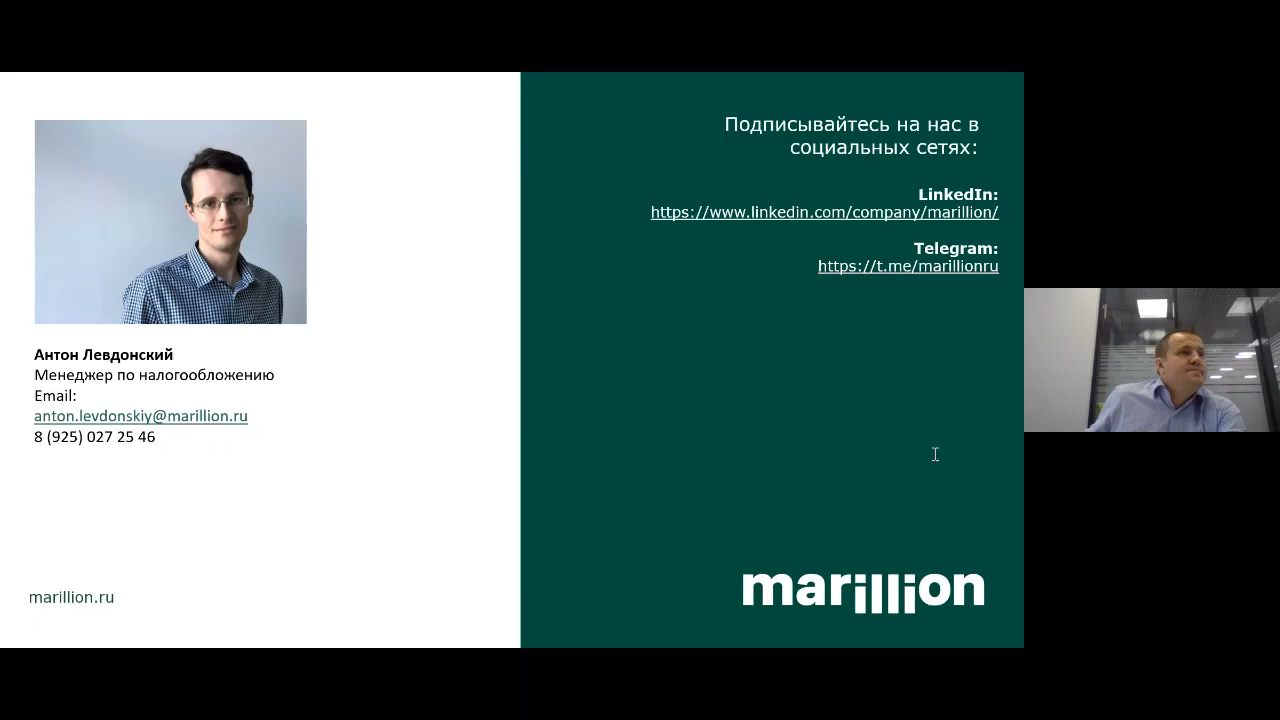 Антон Левдонский
Менеджер по налогообложению
Email:
anton.levdonskiy@marillion.ru
8 (925) 027 25 46
marillion.ru
Подписывайтесь на нас в
социальных сетях:
LinkedIn:
https://www.linkedin.com/company/marillion/
Telegram:
https://t.me/marillionru
marillion